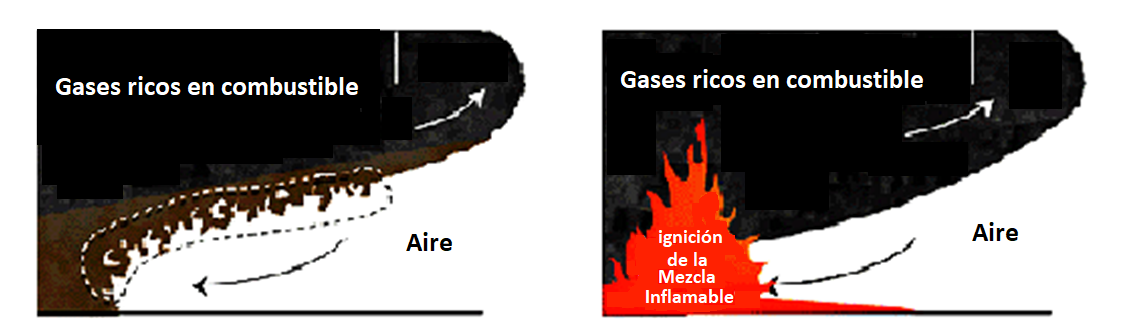 Gases ricos en combustible
Aire
Gases ricos en combustible
Aire
ignición
de la
Mezcla
Inflamable